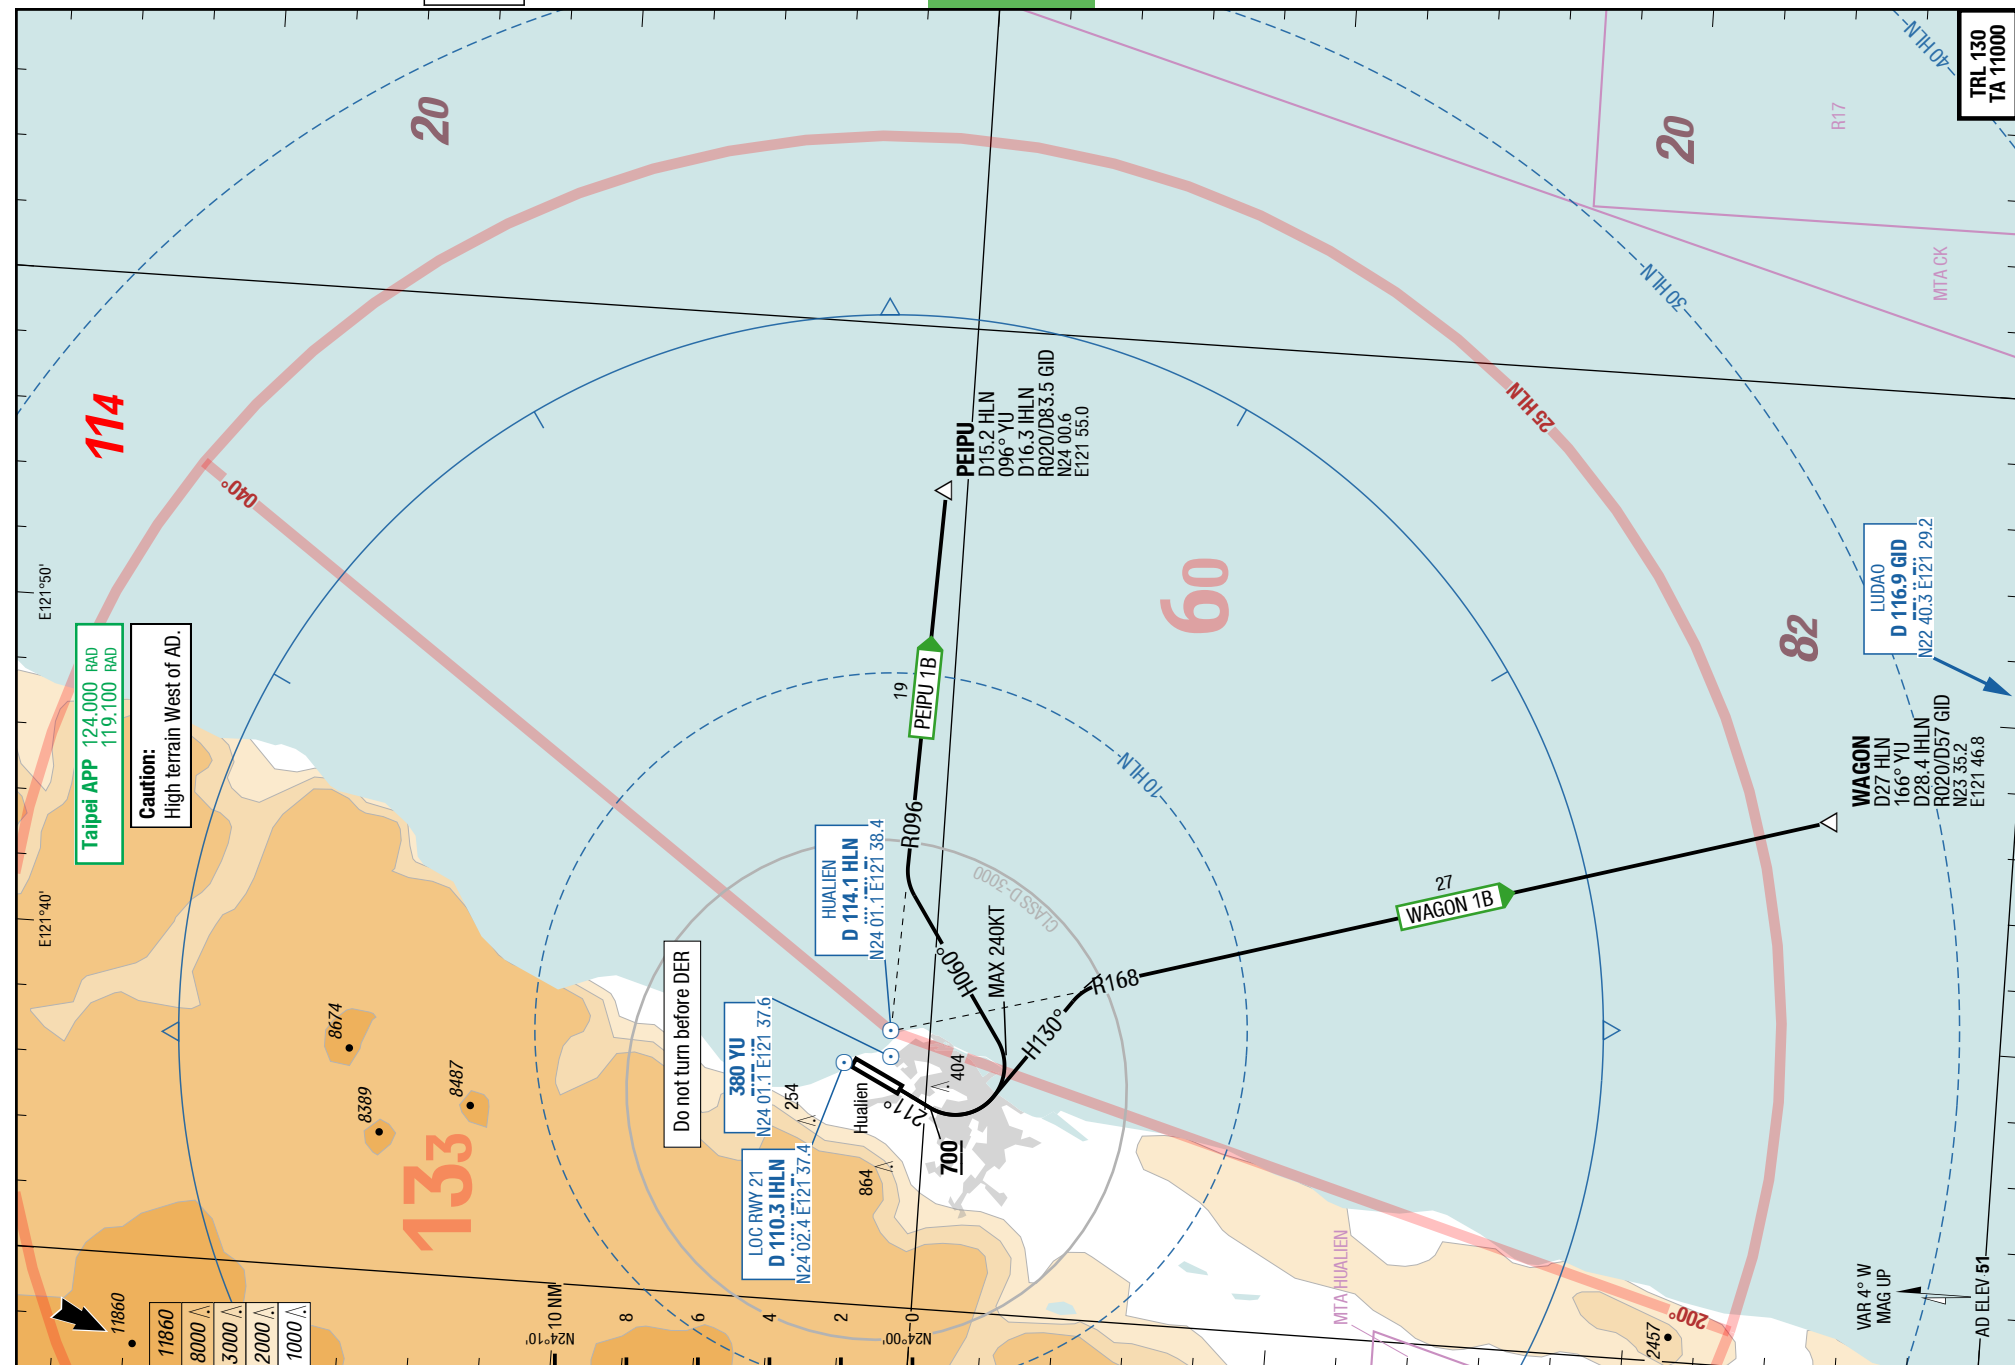 TRL 130
TA 11000
20
20
114
R17
MTA CK
40 HLN
30 HLN
25 HLN
10 HLN
040°
200°
E121°50'
E121°40'
Taipei APP 124.000 RAD
119.100 RAD
Caution:
High terrain West of AD.
PEIPU
D15.2 HLN
096° YU
D16.3 IHLN
R020/D83.5 GID
N24 00.6
E121 55.0
60
82
LUDAO
D 116.9 GID
N22 40.3 E121 29.2
WAGON
D27 HLN
166° YU
D28.4 IHLN
R020/D57 GID
N23 35.2
E121 46.8
19
PEIPU 1B
R096
27
WAGON 1B
R168
HUALIEN
D 114.1 HLN
N24 01.1 E121 38.4
CLASS D-3000
MAX 240KT
H060°
H130°
Do not turn before DER
380 YU
N24 01.1 E121 37.6
LOC RWY 21
D 110.3 IHLN
N24 02.4 E121 37.4
Hualien
211°
700
254
404
864
8674
8389
8487
133
11860
11860
8000
3000
2000
1000
N24°10'
10 NM
8
6
4
2
0
N24°00'
MTA HUALIEN
2457
VAR 4° W
MAG UP
AD ELEV 51